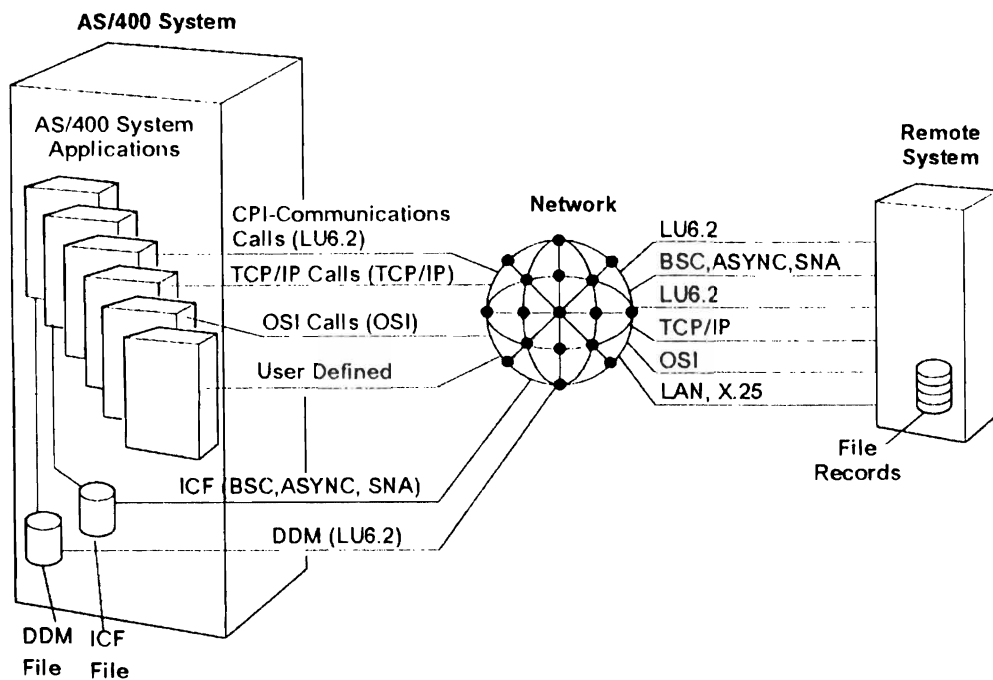 AS/400 System
AS/400 System
Applications
CPI-Communications
Calls (LU6.2)
TCP/IP Calls (TCP/IP)
OSI Calls (OSI)
User Defined
ICF (BSC,ASYNC, SNA)
DDM (LU6.2)
DDM
File
ICF
File
Network
LU6.2
BSC,ASYNC,SNA
LU6.2
TCP/IP
OSI
LAN, X.25
Remote
System
File
Records